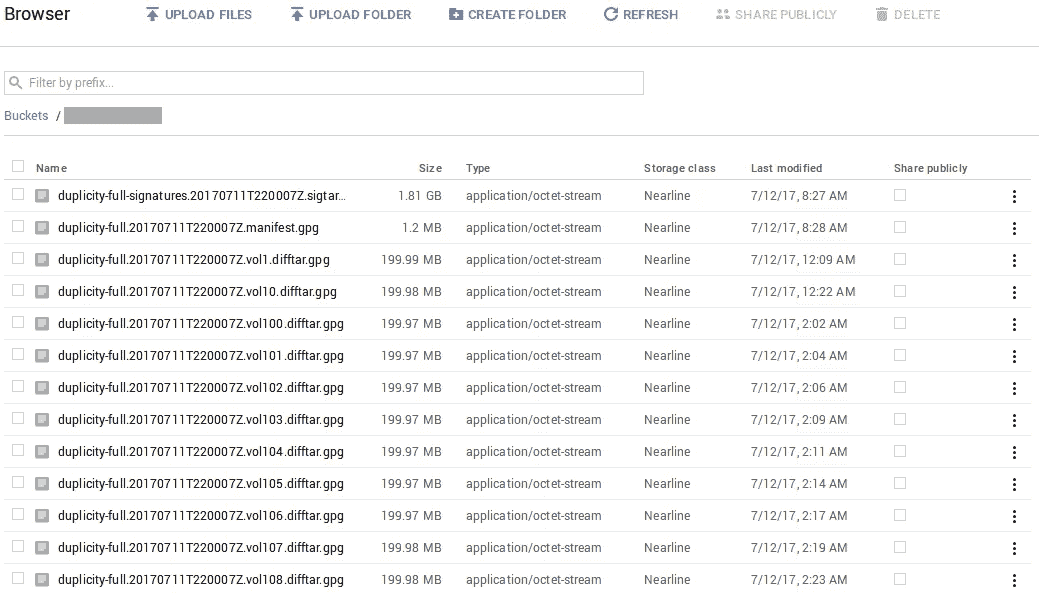 Browser UPLOAD FILES UPLOAD FOLDER CREATE FOLDER REFRESH SHARE PUBLICLY DELETE
Filter by prefix...
Buckets /
Name Size Type Storage class Last modified Share publicly
duplicity-full-signatures.20170711T220007Z.sigtar... 1.81 GB application/octet-stream Nearline 7/12/17, 8:27 AM
duplicity-full.20170711T220007Z.manifest.gpg 1.2 MB application/octet-stream Nearline 7/12/17, 8:28 AM
duplicity-full.20170711T220007Z.vol1.difftar.gpg 199.99 MB application/octet-stream Nearline 7/12/17, 12:09 AM
duplicity-full.20170711T220007Z.vol10.difftar.gpg 199.98 MB application/octet-stream Nearline 7/12/17, 12:22 AM
duplicity-full.20170711T220007Z.vol100.difftar.gpg 199.97 MB application/octet-stream Nearline 7/12/17, 2:02 AM
duplicity-full.20170711T220007Z.vol101.difftar.gpg 199.97 MB application/octet-stream Nearline 7/12/17, 2:04 AM
duplicity-full.20170711T220007Z.vol102.difftar.gpg 199.97 MB application/octet-stream Nearline 7/12/17, 2:06 AM
duplicity-full.20170711T220007Z.vol103.difftar.gpg 199.97 MB application/octet-stream Nearline 7/12/17, 2:09 AM
duplicity-full.20170711T220007Z.vol104.difftar.gpg 199.97 MB application/octet-stream Nearline 7/12/17, 2:11 AM
duplicity-full.20170711T220007Z.vol105.difftar.gpg 199.97 MB application/octet-stream Nearline 7/12/17, 2:14 AM
duplicity-full.20170711T220007Z.vol106.difftar.gpg 199.97 MB application/octet-stream Nearline 7/12/17, 2:17 AM
duplicity-full.20170711T220007Z.vol107.difftar.gpg 199.98 MB application/octet-stream Nearline 7/12/17, 2:19 AM
duplicity-full.20170711T220007Z.vol108.difftar.gpg 199.98 MB application/octet-stream Nearline 7/12/17, 2:23 AM